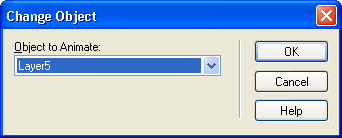 Change Object
Object to Animate:
Layer5
OK
Cancel
Help